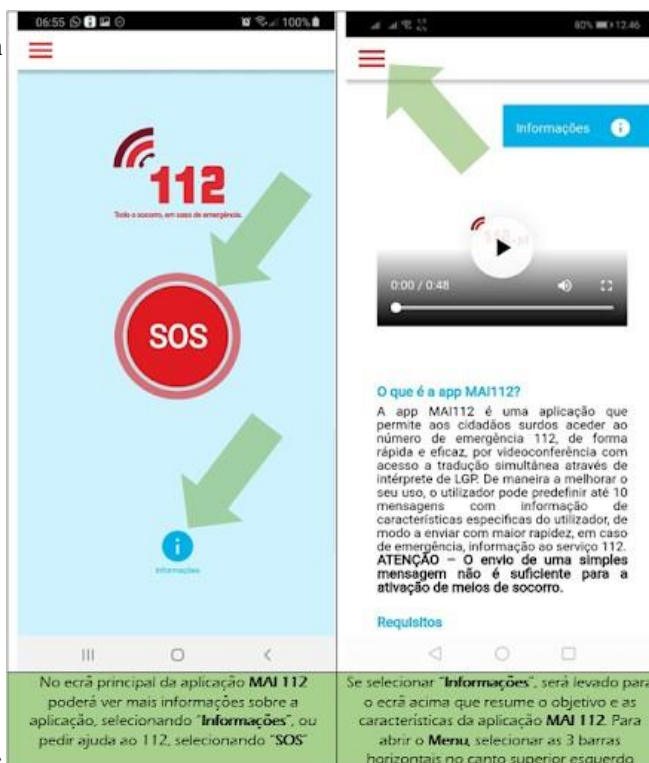 06:55
100%
112
Todo o socorro, em caso de emergência.
SOS
Informações
No ecrã principal da aplicação MAI 112
poderá ver mais informações sobre a
aplicação, selecionando "Informações", ou
pedir ajuda ao 112, selecionando "SOS"
80% 12:46
Informações
0:00 / 0:48
O que é a app MAI112?
A app MAI112 é uma aplicação que
permite aos cidadãos surdos aceder ao
número de emergência 112, de forma
rápida e eficaz, por videoconferência com
acesso a tradução simultânea através de
intérprete de LGP. De maneira a melhorar o
seu uso, o utilizador pode predefinir até 10
mensagens com informação de
características especificas do utilizador, de
modo a enviar com maior rapidez, em caso
de emergência, informação ao serviço 112.
ATENÇÃO – O envio de uma simples
mensagem não é suficiente para a
ativação de meios de socorro.
Requisitos
Se selecionar "Informações", será levado para
o ecrã acima que resume o objetivo e as
características da aplicação MAI 112. Para
abrir o Menu, selecionar as 3 barras
horizontais no canto superior esquerdo